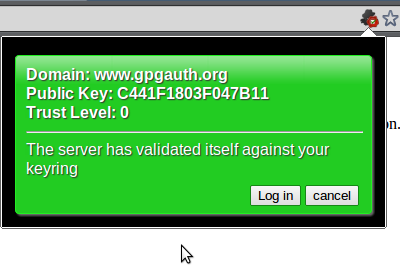 Domain: www.gpgauth.org
Public Key: C441F1803F047B11
Trust Level: 0
The server has validated itself against your
keyring
Log in cancel
on.